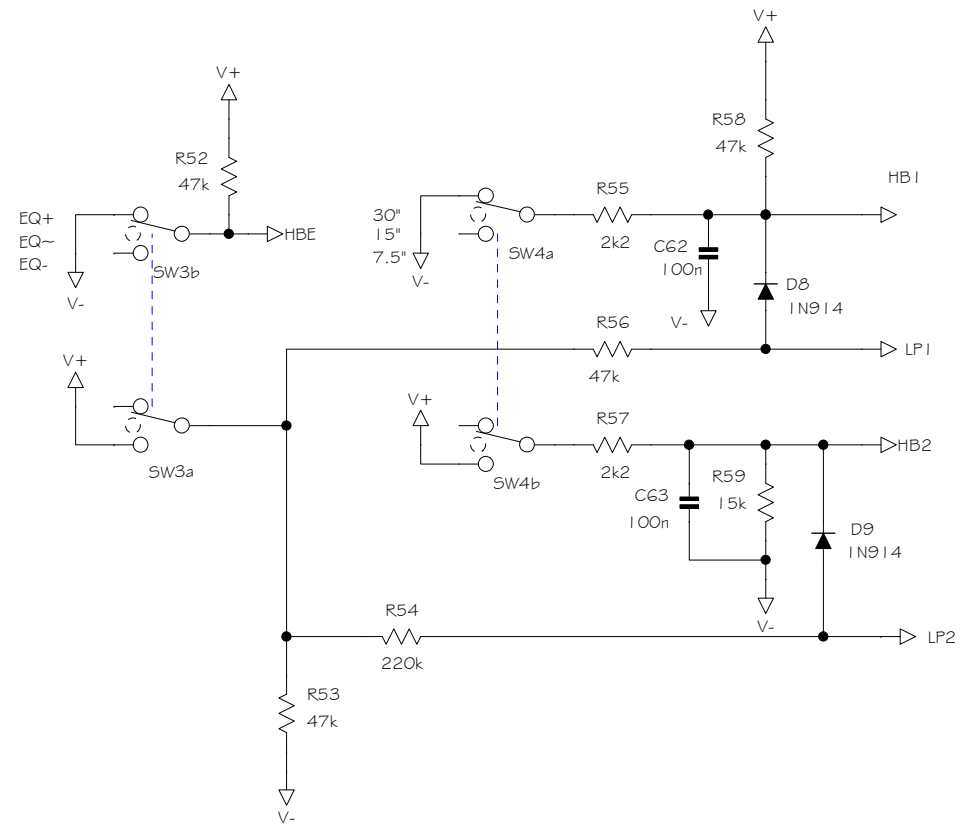 V+
V+
R58
47k
R52
47k
HB1
R55
2k2
30"
15"
7.5"
SW4a
EQ+
EQ~
EQ-
HBE
SW3b
C62
100n
V-
V-
V-
D8
1N914
R56
47k
LP1
V+
V+
R57
2k2
HB2
SW3a
SW4b
C63
100n
R59
15k
D9
1N914
V-
R54
220k
LP2
R53
47k
V-